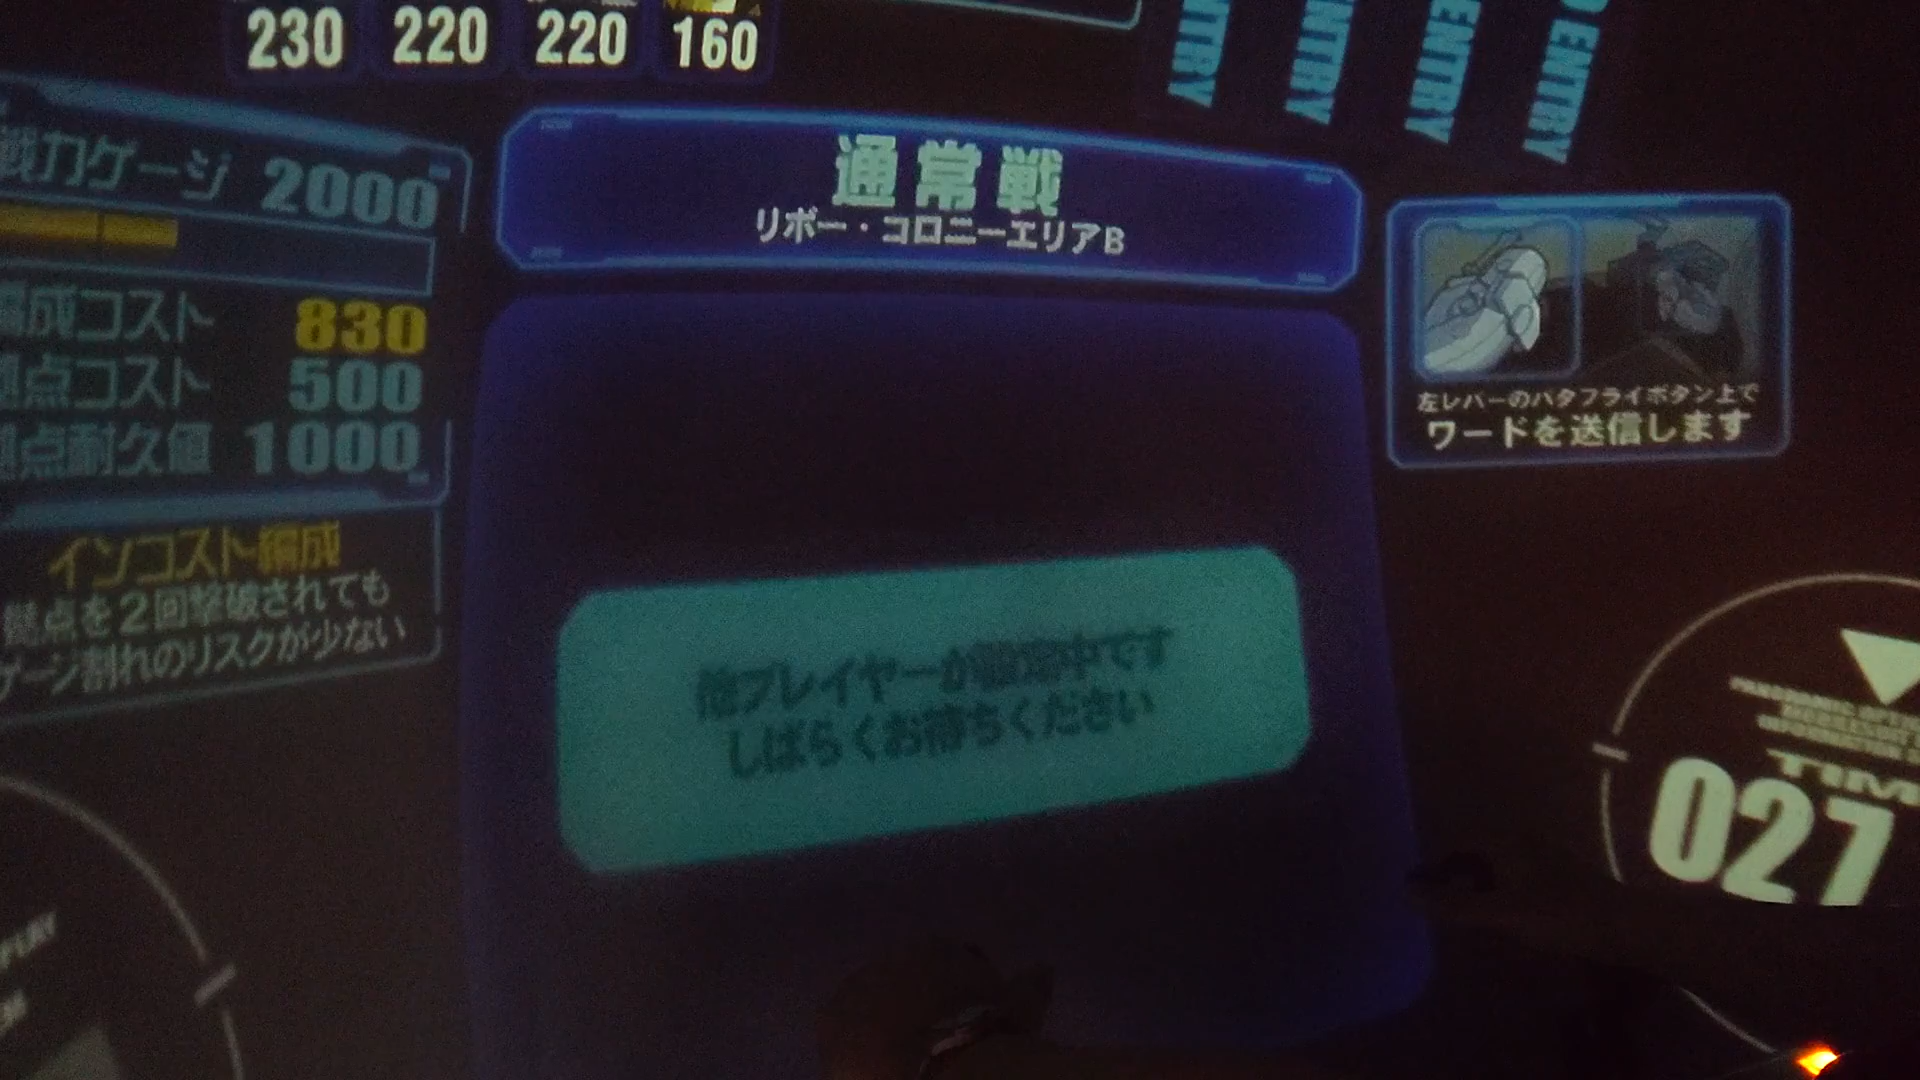 230 220 220 160
ENTRY
ENTRY
ENTRY
ENTRY
戦力ゲージ 2000
編成コスト 830
拠点コスト 500
拠点耐久値 1000
インコスト編成
拠点を2回撃破されても
ゲージ割れのリスクが少ない
通常戦
リボー・コロニーエリアB
左レバーのバタフライボタン上で
ワードを送信します
他プレイヤーが設定中です
しばらくお待ちください
027